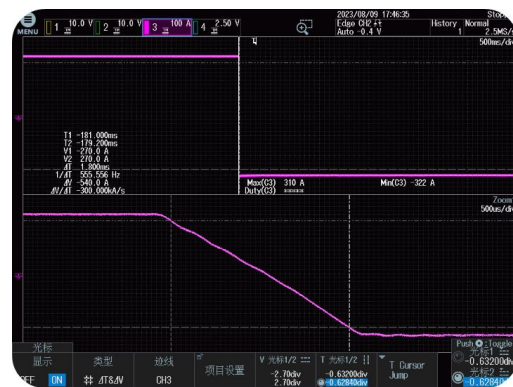 2023/08/09 17:46:35
MENU 1 10.0 V 2 10.0 V 3 100 A 4 2.50 V Edge CH2 History Normal
Auto -0.4 V 1 2.5MS/
500ms/di
T1 -181.000ms
T2 -179.200ms
V1 -270.0 A
V2 270.0 A
ΔT 1.800ms
1/ΔT 555.556 Hz
ΔV -540.0 A
ΔV/ΔT -300.000kA/s
Max(C3) 310 A Min(C3) -322 A
Duty(C3) xxxxx
Zoom
500us/di
光标
显示 类型 迹线 项目设置 V 光标1/2 T 光标1/2 T Cursor Jump
Push :Toggle
光标1
-0.63200div
光标2
-0.62840
FF ON ΔT&ΔV CH3 -2.70div -0.63200div
2.70div -0.62840div